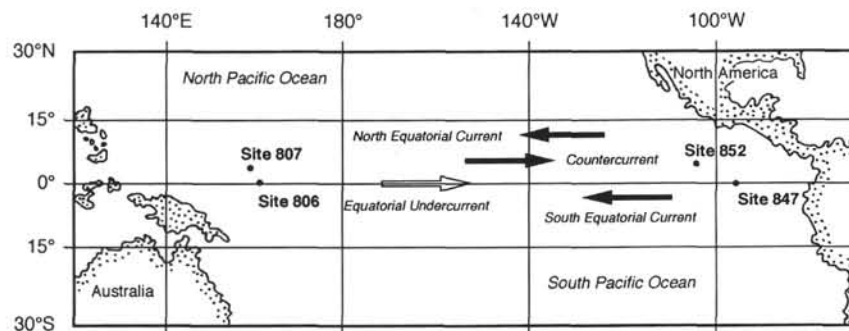 140°E 180° 140°W 100°W
30°N
North Pacific Ocean
North America
15°
North Equatorial Current
Site 807
Countercurrent
Site 852
0°
Site 806
Equatorial Undercurrent
Site 847
South Equatorial Current
15°
Australia
South Pacific Ocean
30°S